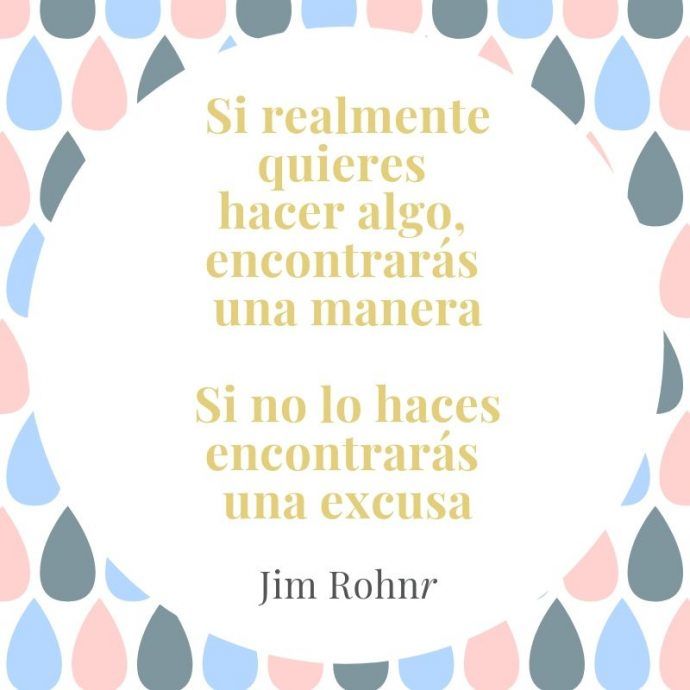 Si realmente
quieres
hacer algo,
encontrarás
una manera
Si no lo haces
encontrarás
una excusa
Jim Rohnr